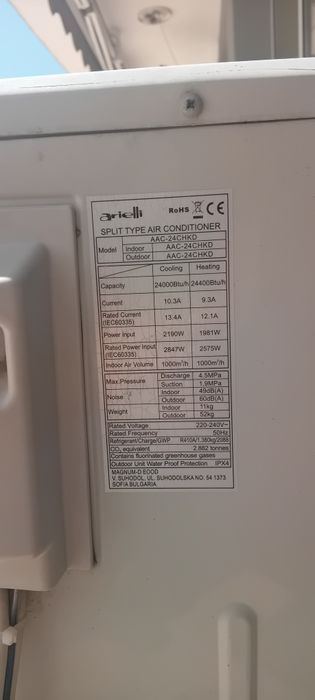 arielli RoHS CE
SPLIT TYPE AIR CONDITIONER
Model AAC-24CHKD
Indoor AAC-24CHKD
Outdoor AAC-24CHKD
Cooling Heating
Capacity 24000Btu/h 24400Btu/h
Current 10.3A 9.3A
Rated Current (IEC60335) 13.4A 12.1A
Power Input 2190W 1981W
Rated Power Input (IEC60335) 2847W 2575W
Indoor Air Volume 1000m³/h 1000m³/h
Max.Pressure Discharge 4.5MPa
Suction 1.9MPa
Noise Indoor 49dB(A)
Outdoor 60dB(A)
Weight Indoor 11kg
Outdoor 52kg
Rated Voltage 220-240V~
Rated Frequency 50Hz
Refrigerant/Charge/GWP R410A/1.380kg/2088
CO₂ equivalent 2.882 tonnes
Contains fluorinated greenhouse gases
Outdoor Unit Water Proof Protection IPX4
MAGNUM-D EOOD
V. SUHODOL, UL. SUHODOLSKA NO: 54 1373
SOFIA BULGARIA.